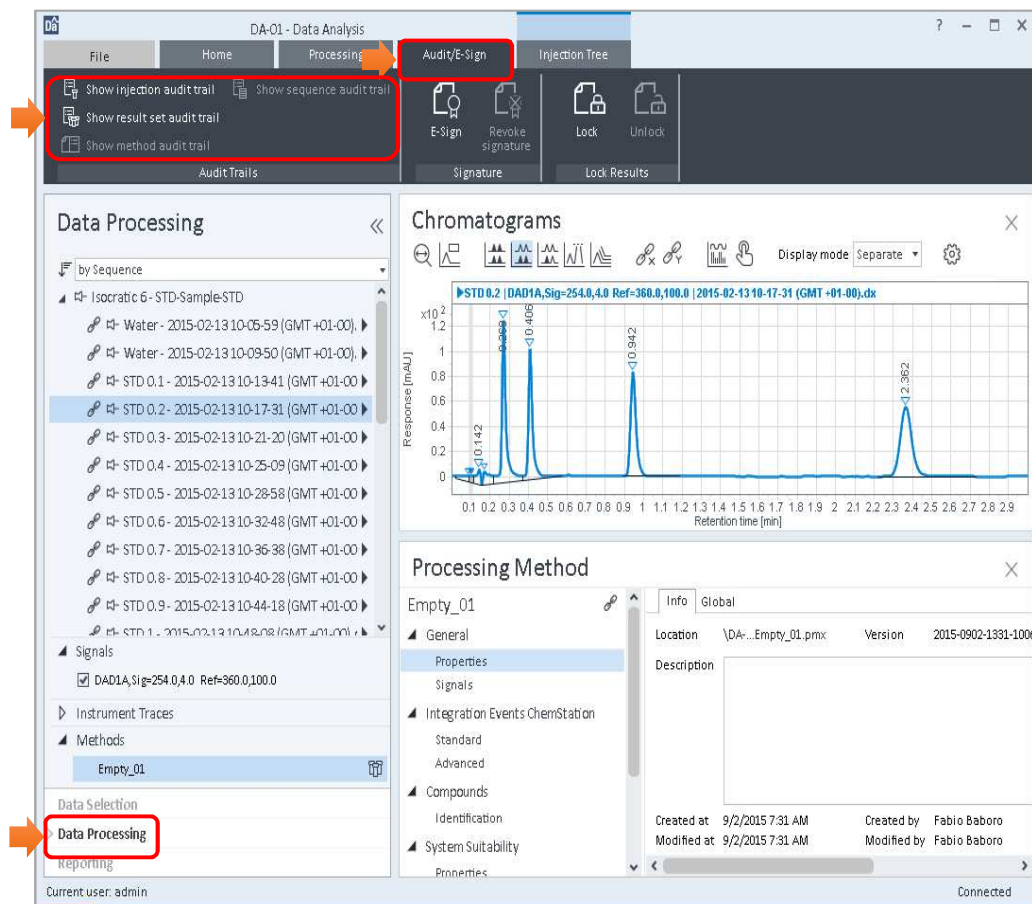 Da
DA-01 - Data Analysis
? – X
File Home Processing Audit/E-Sign Injection Tree
Show injection audit trail Show sequence audit trail
Show result set audit trail
Show method audit trail
E-Sign Revoke signature Lock Unlock
Audit Trails Signature Lock Results
Data Processing
by Sequence
Isocratic 6 - STD-Sample-STD
Water - 2015-02-13 10-05-59 (GMT +01-00).
Water - 2015-02-13 10-09-50 (GMT +01-00).
STD 0.1 - 2015-02-13 10-13-41 (GMT +01-00
STD 0.2 - 2015-02-13 10-17-31 (GMT +01-00
STD 0.3 - 2015-02-13 10-21-20 (GMT +01-00
STD 0.4 - 2015-02-13 10-25-09 (GMT +01-00
STD 0.5 - 2015-02-13 10-28-58 (GMT +01-00
STD 0.6 - 2015-02-13 10-32-48 (GMT +01-00
STD 0.7 - 2015-02-13 10-36-38 (GMT +01-00
STD 0.8 - 2015-02-13 10-40-28 (GMT +01-00
STD 0.9 - 2015-02-13 10-44-18 (GMT +01-00
STD 1 - 2015-02-13 10-48-08 (GMT +01-00)
Signals
DAD1A,Sig=254.0,4.0 Ref=360.0,100.0
Instrument Traces
Methods
Empty_01
Data Selection
Data Processing
Reporting
Chromatograms
X Y
Display mode Separate
STD 0.2 | DAD1A,Sig=254.0,4.0 Ref=360.0,100.0 | 2015-02-13 10-17-31 (GMT +01-00).dx
x10 2
1.2
1
0.8
0.6
0.4
0.2
0
Response [mAU]
0.142
0.406
0.942
2.362
0.1 0.2 0.3 0.4 0.5 0.6 0.7 0.8 0.9 1 1.1 1.2 1.3 1.4 1.5 1.6 1.7 1.8 1.9 2 2.1 2.2 2.3 2.4 2.5 2.6 2.7 2.8 2.9
Retention time [min]
Processing Method
Empty_01
General
Properties
Signals
Integration Events ChemStation
Standard
Advanced
Compounds
Identification
System Suitability
Properties
Info Global
Location \DA-...Empty_01.pmx Version 2015-0902-1331-1006
Description
Created at 9/2/2015 7:31 AM Created by Fabio Baboro
Modified at 9/2/2015 7:31 AM Modified by Fabio Baboro
Current user: admin Connected